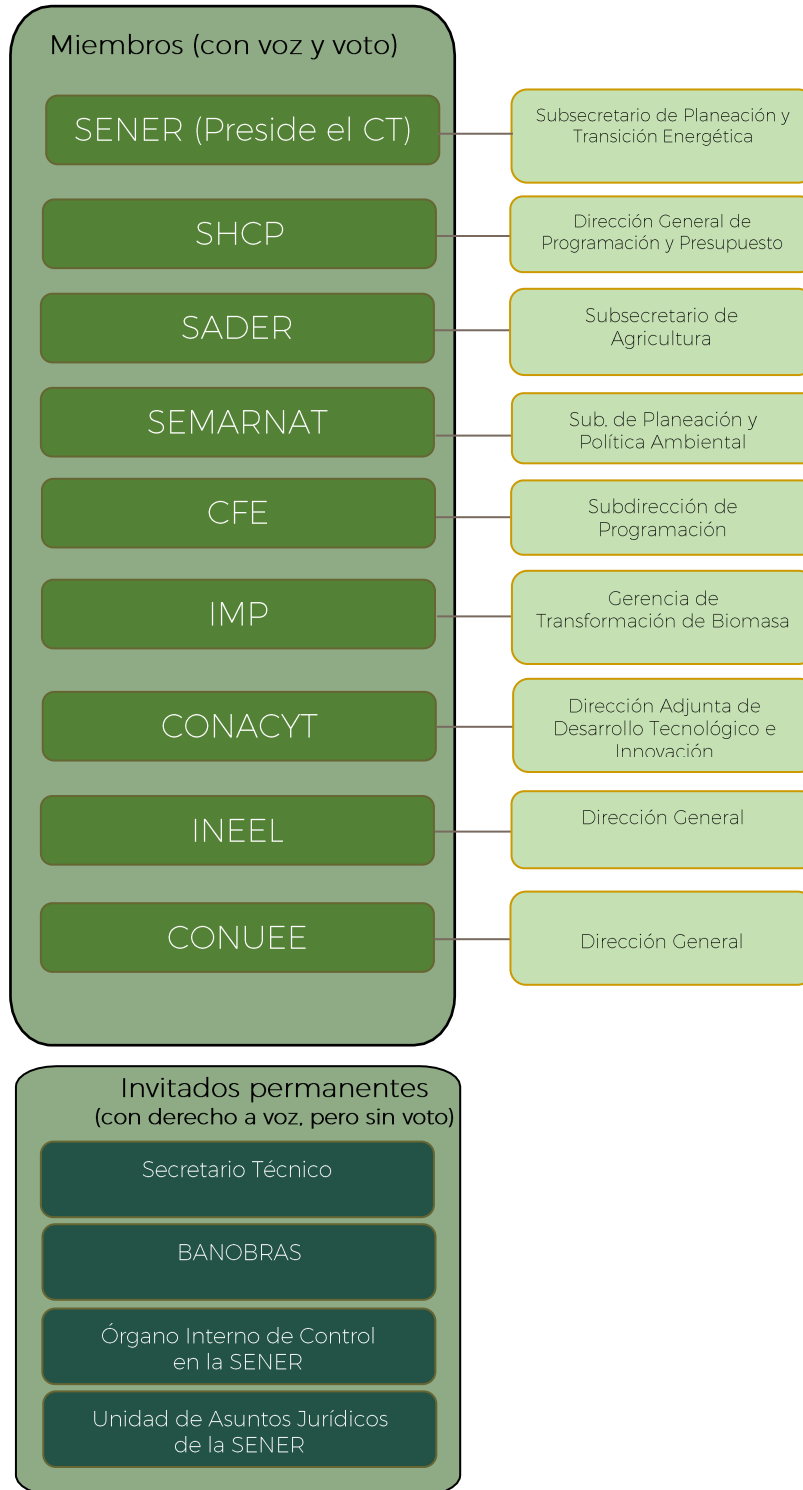 Miembros (con voz y voto)
SENER (Preside el CT)
Subsecretario de Planeación y
Transición Energética
SHCP
Dirección General de
Programación y Presupuesto
SADER
Subsecretario de
Agricultura
SEMARNAT
Sub. de Planeación y
Política Ambiental
CFE
Subdirección de
Programación
IMP
Gerencia de
Transformación de Biomasa
CONACYT
Dirección Adjunta de
Desarrollo Tecnológico e
Innovación
INEEL
Dirección General
CONUEE
Dirección General
Invitados permanentes
(con derecho a voz, pero sin voto)
Secretario Técnico
BANOBRAS
Órgano Interno de Control
en la SENER
Unidad de Asuntos Jurídicos
de la SENER